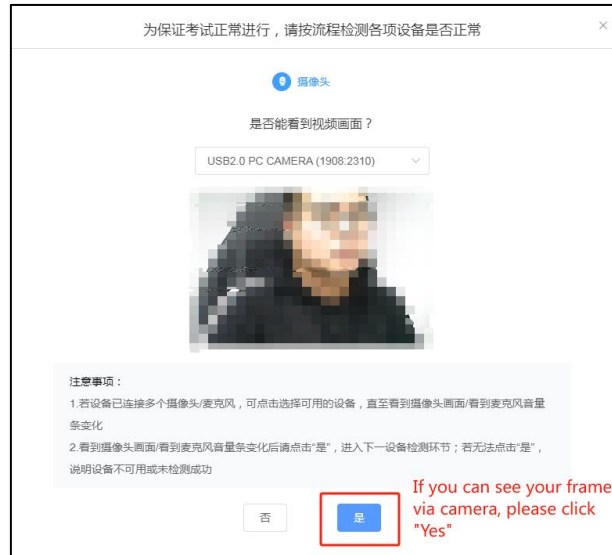 为保证考试正常进行，请按流程检测各项设备是否正常
摄像头
是否能看到视频画面？
USB2.0 PC CAMERA (1908:2310)
注意事项：
1.若设备已连接多个摄像头/麦克风，可点击选择可用的设备，直至看到摄像头画面/看到麦克风音量
条变化
2.看到摄像头画面/看到麦克风音量条变化后请点击“是”，进入下一设备检测环节；若无法点击“是”，
说明设备不可用或未检测成功
否
是
If you can see your frame
via camera, please click
"Yes"